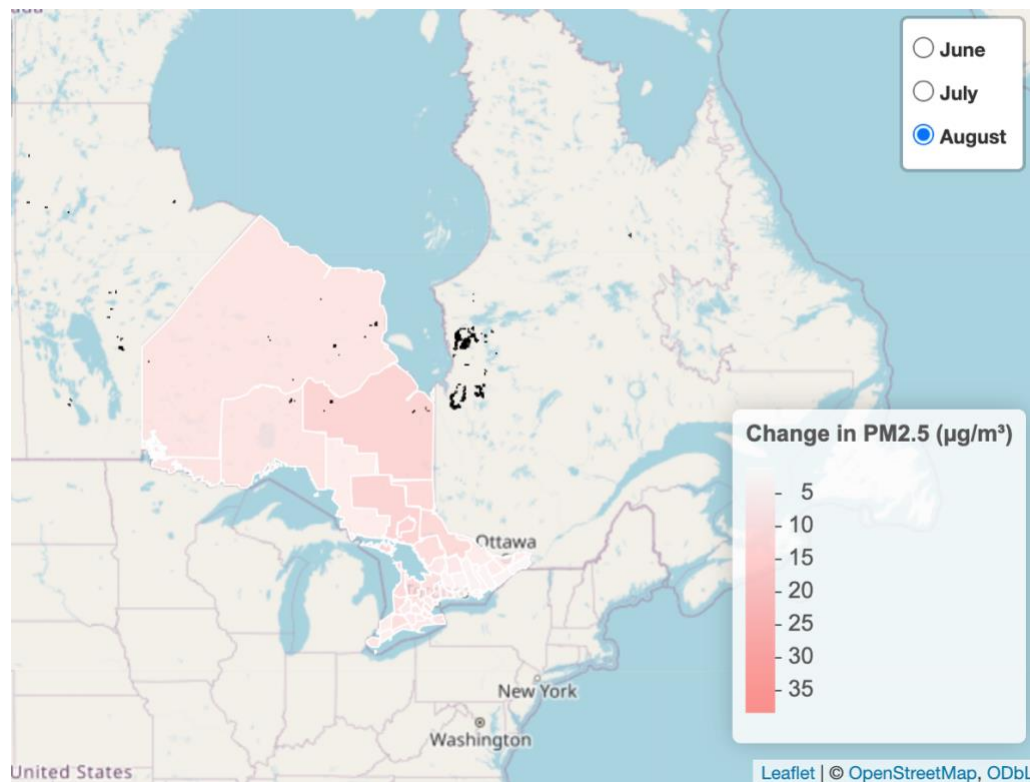 June
July
August
Change in PM2.5 (µg/m³)
5
10
15
20
25
30
35
Ottawa
New York
Washington
United States
Leaflet | © OpenStreetMap, ODbL